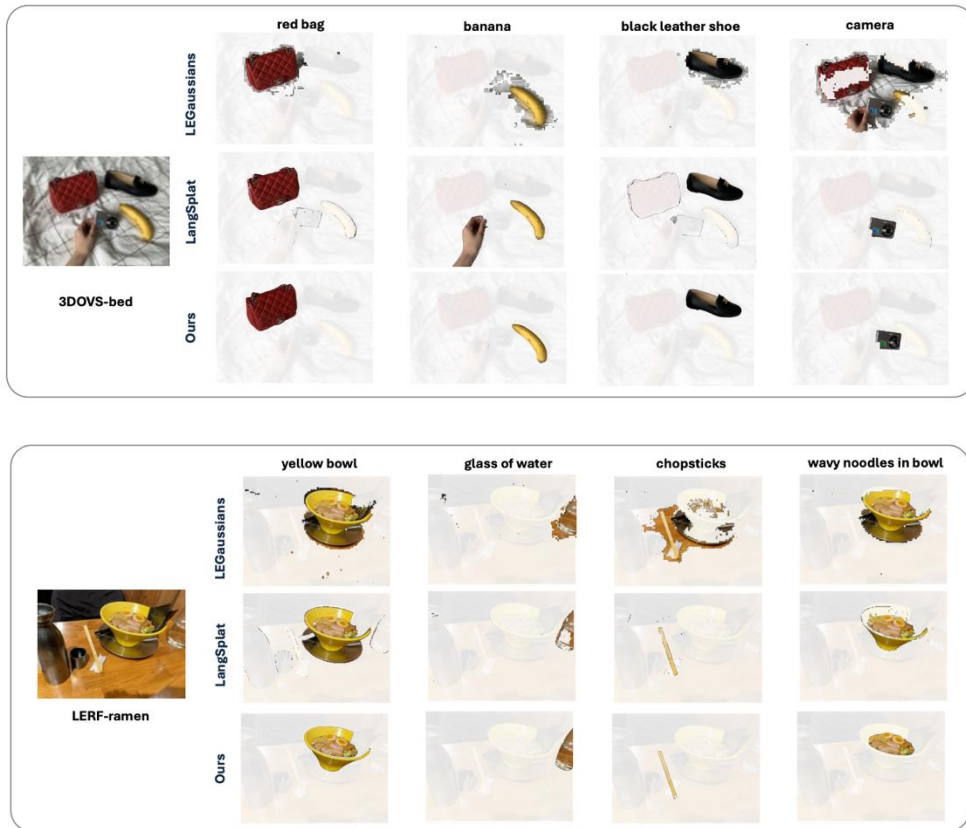 red bag banana black leather shoe camera
LEGaussians
LangSplat
Ours
3DOVS-bed
yellow bowl glass of water chopsticks wavy noodles in bowl
LEGaussians
LangSplat
Ours
LERF-ramen